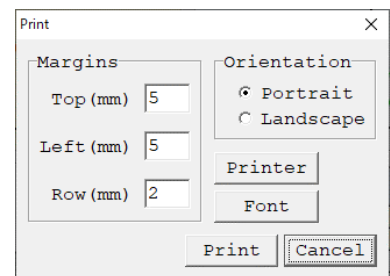 Print
Margins
Top(mm) 5
Left(mm) 5
Row(mm) 2
Orientation
Portrait
Landscape
Printer
Font
Print Cancel